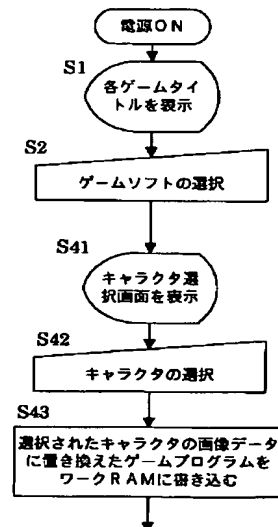 電源ON
S1
各ゲームタイ
トルを表示
S2
ゲームソフトの選択
S41
キャラクタ選
択画面を表示
S42
キャラクタの選択
S43
選択されたキャラクタの画像データ
に置き換えたゲームプログラムを
ワークRAMに書き込む